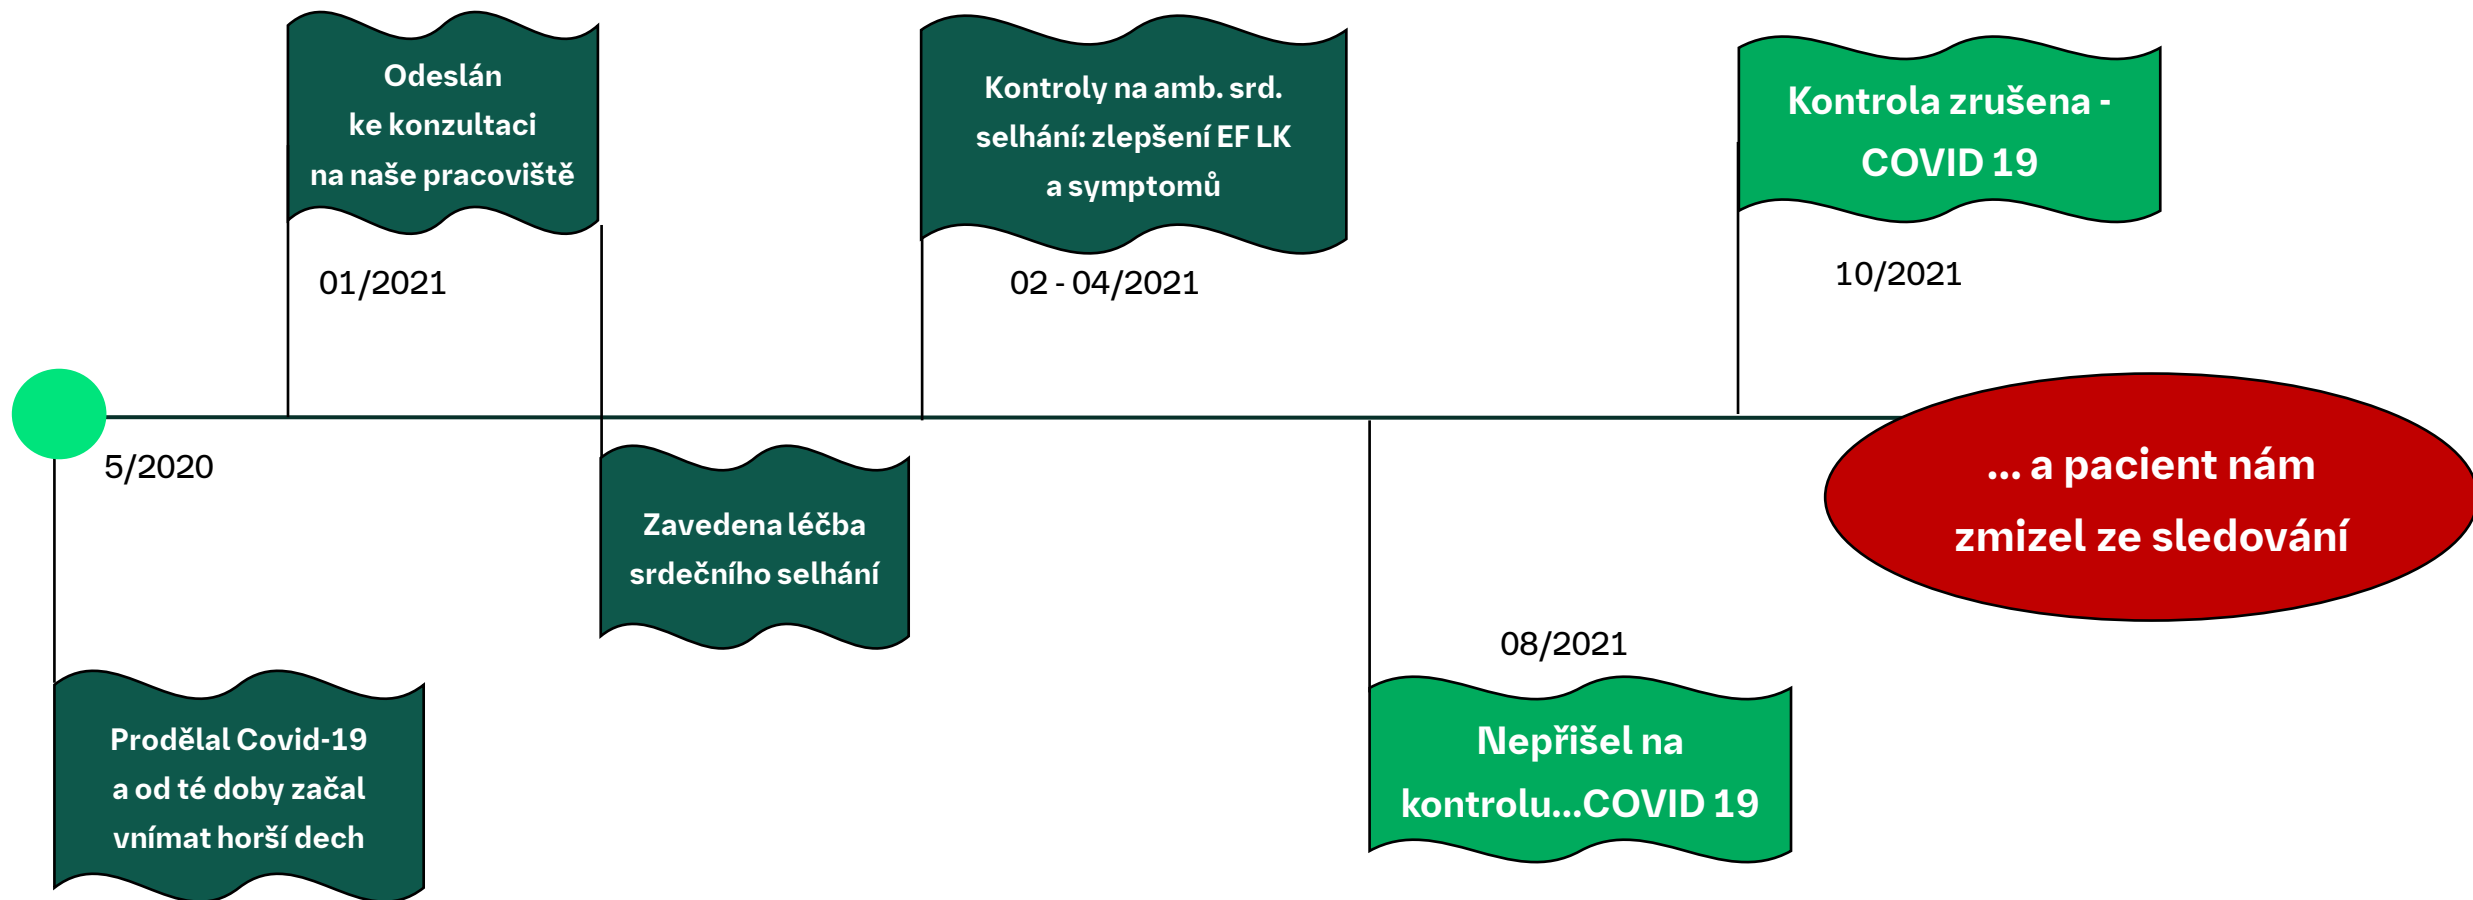 Odeslán
ke konzultaci
na naše pracoviště
01/2021
Kontroly na amb. srd.
selhání: zlepšení EF LK
a symptomů
02 - 04/2021
Kontrola zrušena -
COVID 19
10/2021
5/2020
Prodělal Covid-19
a od té doby začal
vnímat horší dech
Zavedena léčba
srdečního selhání
08/2021
Nepřišel na
kontrolu...COVID 19
... a pacient nám
zmizel ze sledování